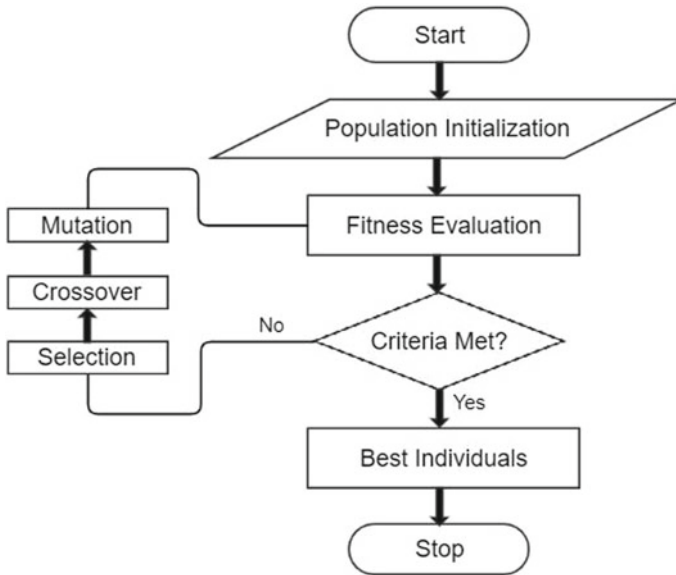 Start
Population Initialization
Mutation
Fitness Evaluation
Crossover
No
Criteria Met?
Selection
Yes
Best Individuals
Stop